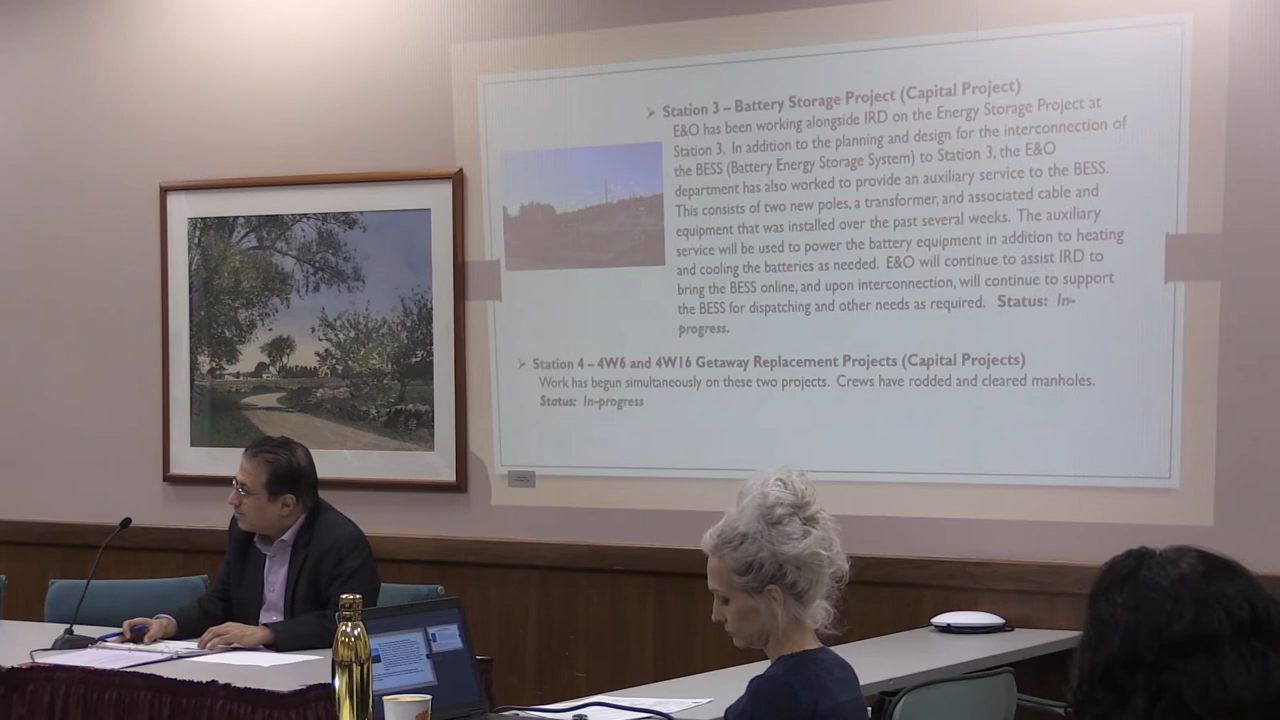 ➢ Station 3 – Battery Storage Project (Capital Project)
E&O has been working alongside IRD on the Energy Storage Project at
Station 3. In addition to the planning and design for the interconnection of
the BESS (Battery Energy Storage System) to Station 3, the E&O
department has also worked to provide an auxiliary service to the BESS.
This consists of two new poles, a transformer, and associated cable and
equipment that was installed over the past several weeks. The auxiliary
service will be used to power the battery equipment in addition to heating
and cooling the batteries as needed. E&O will continue to assist IRD to
bring the BESS online, and upon interconnection, will continue to support
the BESS for dispatching and other needs as required. Status: In-
progress.
➢ Station 4 – 4W6 and 4W16 Getaway Replacement Projects (Capital Projects)
Work has begun simultaneously on these two projects. Crews have rodded and cleared manholes.
Status: In-progress